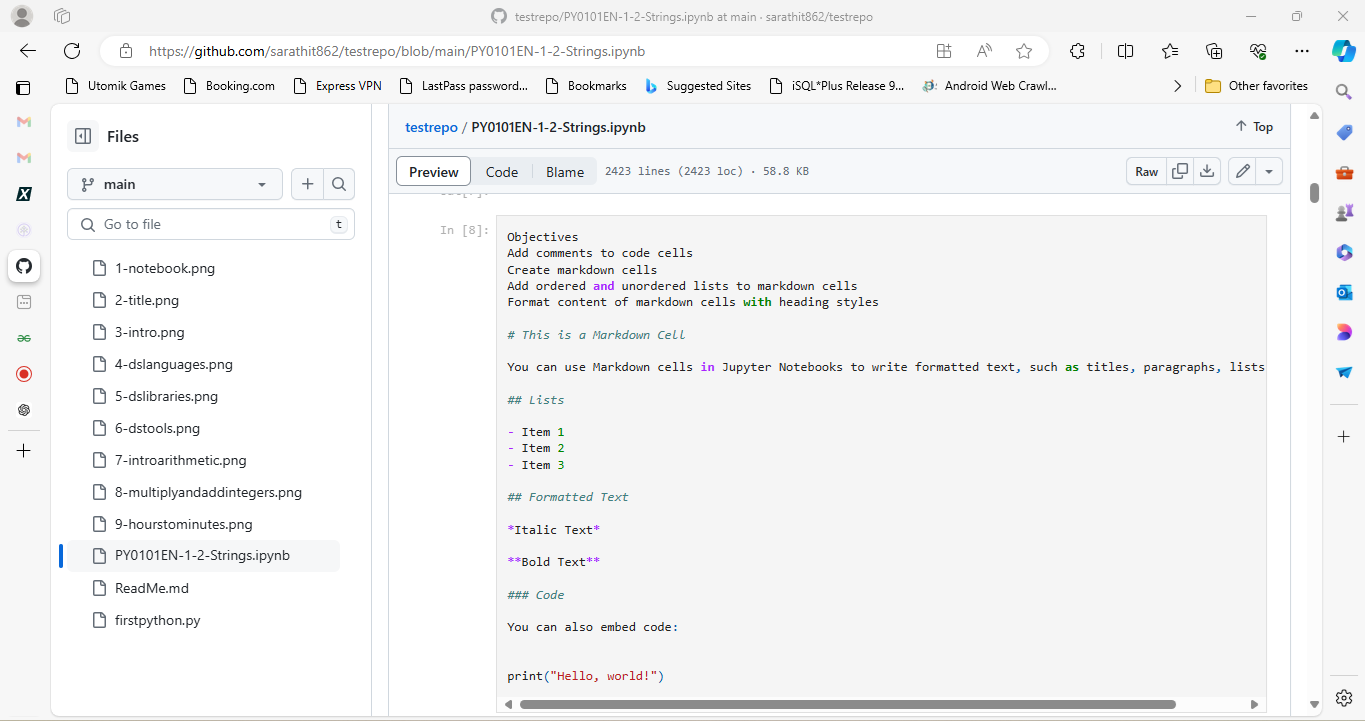 testrepo/PY0101EN-1-2-Strings.ipynb at main · sarathit862/testrepo
https://github.com/sarathit862/testrepo/blob/main/PY0101EN-1-2-Strings.ipynb
Utomik Games
Booking.com
Express VPN
LastPass password...
Bookmarks
Suggested Sites
iSQL*Plus Release 9...
Android Web Crawl...
Other favorites
Files
main
Go to file
t
1-notebook.png
2-title.png
3-intro.png
4-dslanguages.png
5-dslibraries.png
6-dstools.png
7-introarithmetic.png
8-multiplyandaddintegers.png
9-hourstominutes.png
PY0101EN-1-2-Strings.ipynb
ReadMe.md
firstpython.py
testrepo / PY0101EN-1-2-Strings.ipynb
Top
Preview
Code
Blame
2423 lines (2423 loc) · 58.8 KB
Raw
In [8]:
Objectives
Add comments to code cells
Create markdown cells
Add ordered and unordered lists to markdown cells
Format content of markdown cells with heading styles
# This is a Markdown Cell
You can use Markdown cells in Jupyter Notebooks to write formatted text, such as titles, paragraphs, lists
## Lists
- Item 1
- Item 2
- Item 3
## Formatted Text
*Italic Text*
**Bold Text**
### Code
You can also embed code:
print("Hello, world!")